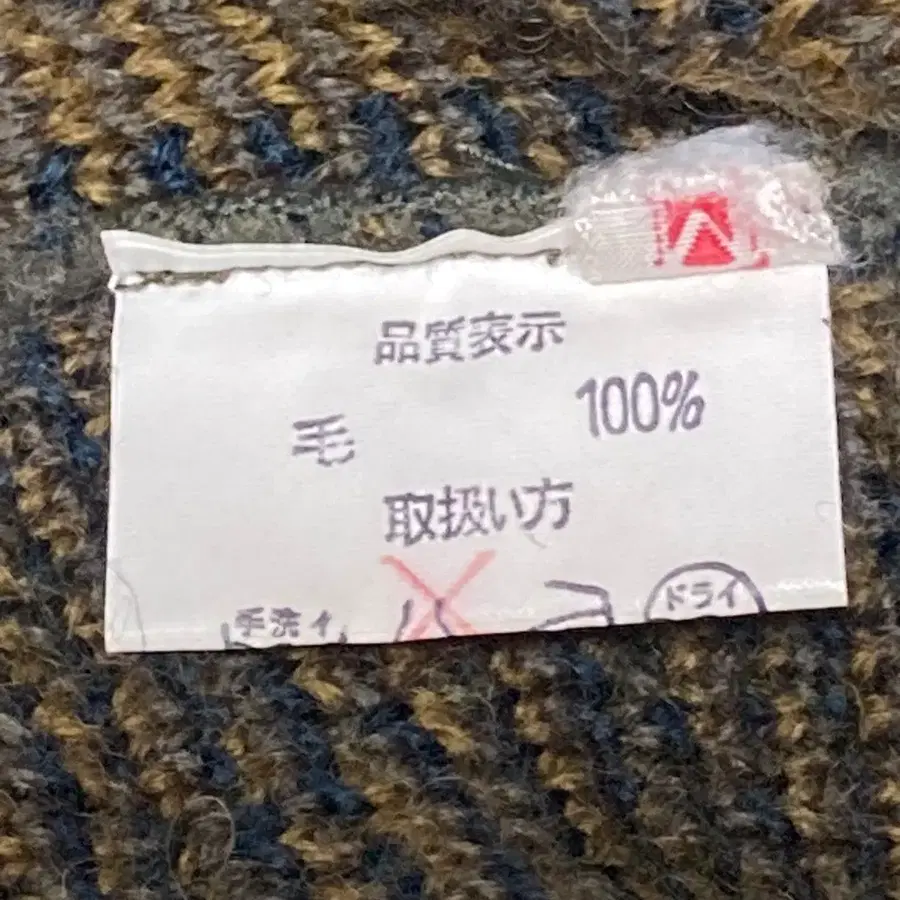 品質表示
毛 100%
取扱い方
手洗イ ドライ